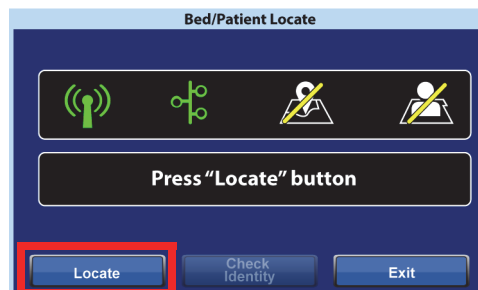 Bed/Patient Locate
Press “Locate” button
Locate
Check
Identity
Exit